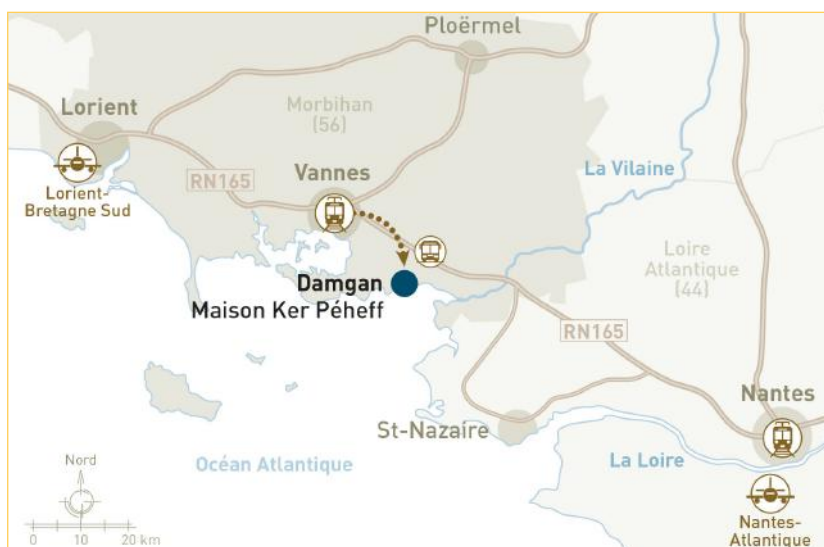 Ploërmel
Lorient
Morbihan
(56)
Vannes
La Vilaine
RN165
Lorient-
Bretagne Sud
Loire
Atlantique
(44)
Damgan
Maison Ker Péheff
RN165
Nantes
St-Nazaire
Nord
Océan Atlantique
La Loire
Nantes-
Atlantique
0 10 20 km